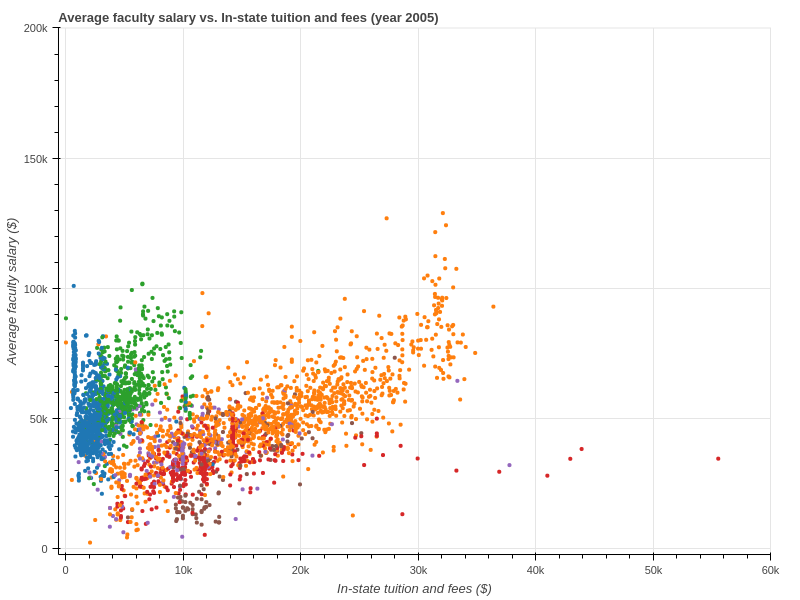 Average faculty salary vs. In-state tuition and fees (year 2005)
200k
150k
100k
50k
0
Average faculty salary ($)
0 10k 20k 30k 40k 50k 60k
In-state tuition and fees ($)